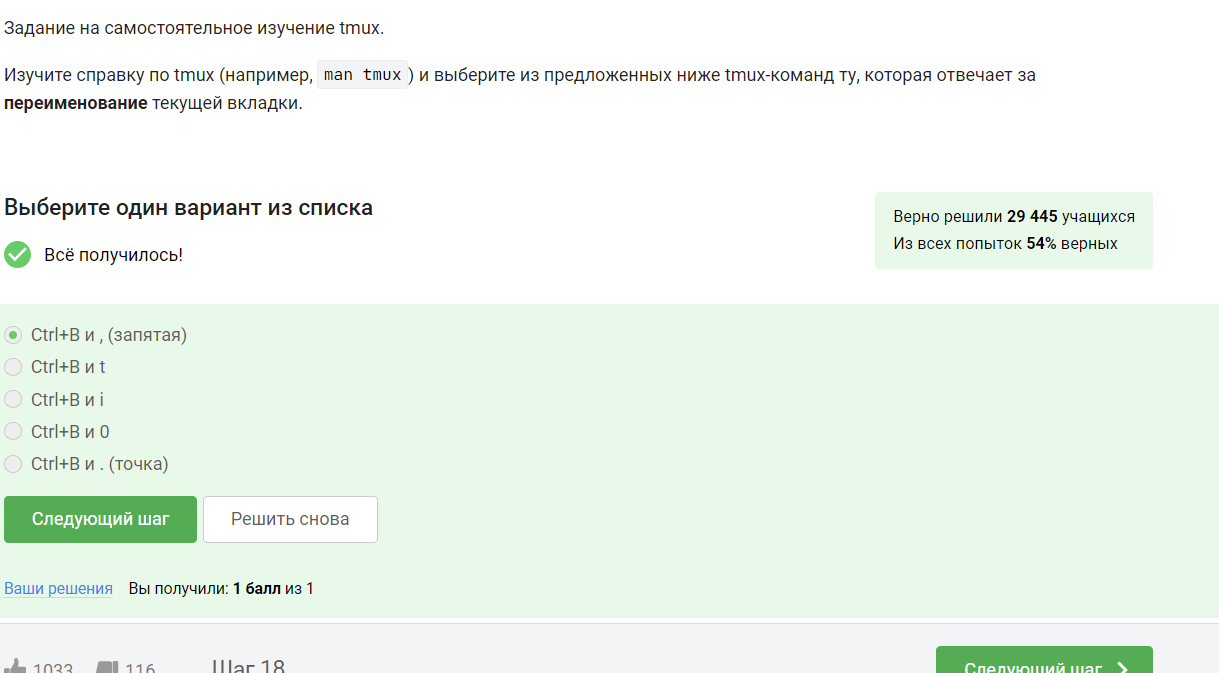 Задание на самостоятельное изучение tmux.
Изучите справку по tmux (например, man tmux) и выберите из предложенных ниже tmux-команд ту, которая отвечает за
переименование текущей вкладки.
Выберите один вариант из списка
Верно решили 29 445 учащихся
Из всех попыток 54% верных
Всё получилось!
Ctrl+B и , (запятая)
Ctrl+B и t
Ctrl+B и i
Ctrl+B и 0
Ctrl+B и . (точка)
Следующий шаг
Решить снова
Ваши решения Вы получили: 1 балл из 1
1033 116 Шаг 18 Следующий шаг